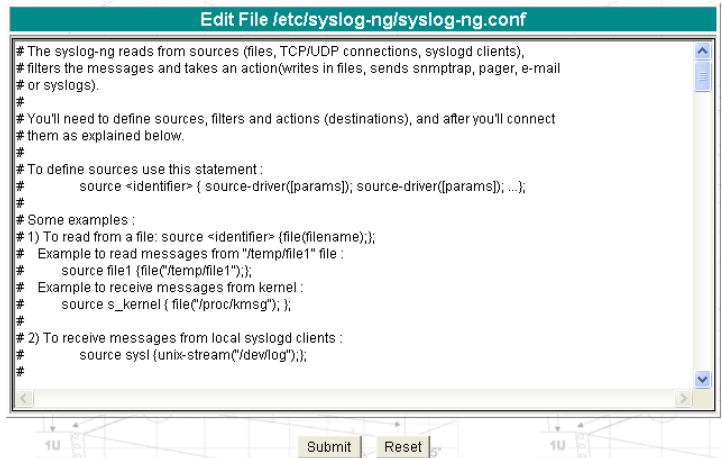 Edit File /etc/syslog-ng/syslog-ng.conf
# The syslog-ng reads from sources (files, TCP/UDP connections, syslogd clients),
# filters the messages and takes an action(writes in files, sends snmptrap, pager, e-mail
# or syslogs).
#
# You'll need to define sources, filters and actions (destinations), and after you'll connect
# them as explained below.
#
# To define sources use this statement :
# source <identifier> { source-driver([params]); source-driver([params]); ...};
#
# Some examples :
# 1) To read from a file: source <identifier> {file(filename);};
# Example to read messages from "/temp/file1" file :
# source file1 {file("/temp/file1");};
# Example to receive messages from kernel :
# source s_kernel { file("/proc/kmsg"); };
#
# 2) To receive messages from local syslogd clients :
# source sysl {unix-stream("/dev/log");};
#
1U
Submit
Reset
5"
1U